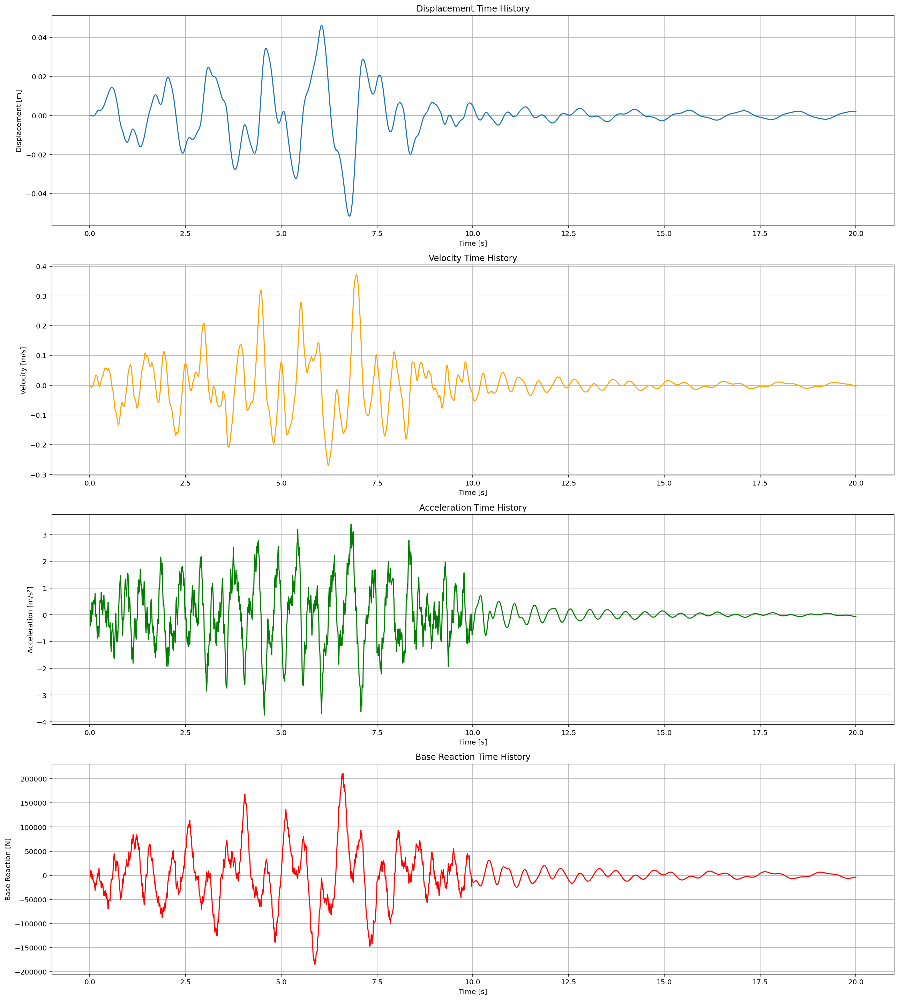 Displacement Time History
Displacement [m]
0.04
0.02
0.00
−0.02
−0.04
0.0 2.5 5.0 7.5 10.0 12.5 15.0 17.5 20.0
Time [s]
Velocity Time History
Velocity [m/s]
0.4
0.3
0.2
0.1
0.0
−0.1
−0.2
−0.3
0.0 2.5 5.0 7.5 10.0 12.5 15.0 17.5 20.0
Time [s]
Acceleration Time History
Acceleration [m/s²]
3
2
1
0
−1
−2
−3
−4
0.0 2.5 5.0 7.5 10.0 12.5 15.0 17.5 20.0
Time [s]
Base Reaction Time History
Base Reaction [N]
200000
150000
100000
50000
0
−50000
−100000
−150000
−200000
0.0 2.5 5.0 7.5 10.0 12.5 15.0 17.5 20.0
Time [s]